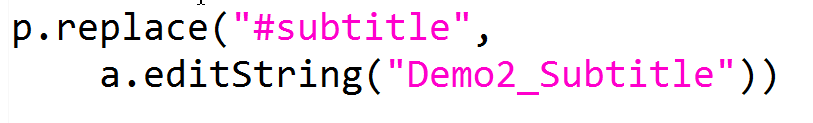 p.replace("#subtitle",
a.editString("Demo2_Subtitle"))